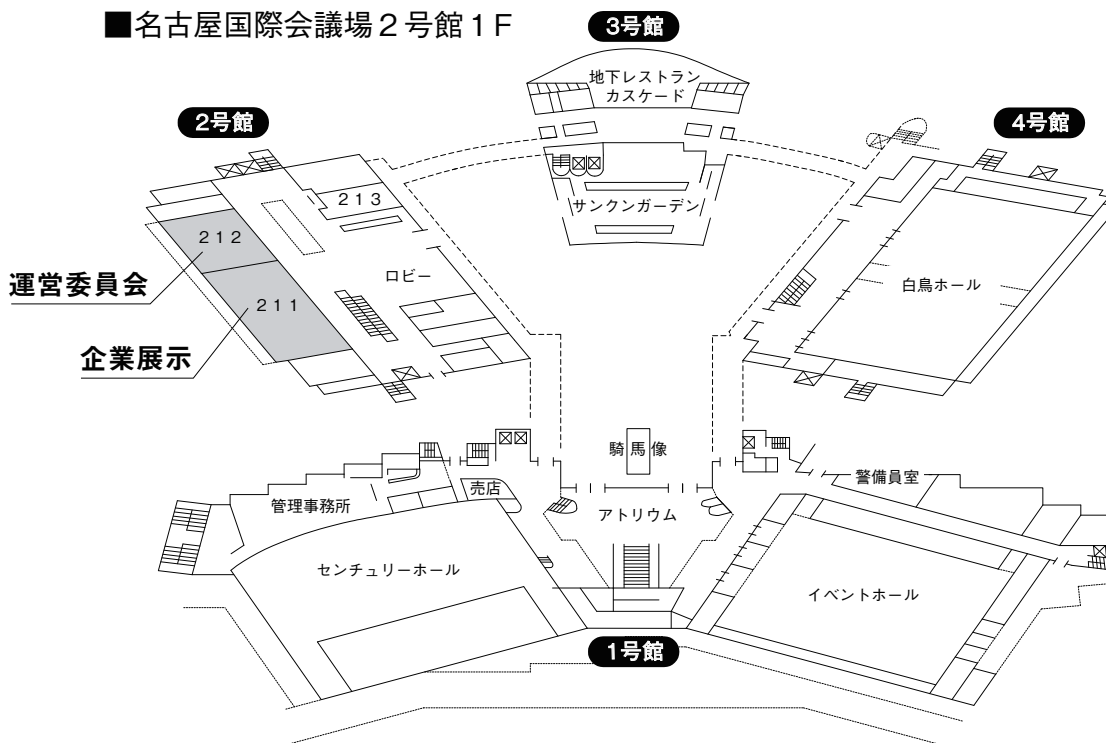 ■名古屋国際会議場２号館１F
3号館
地下レストラン
カスケード
2号館
4号館
２１３
サンクンガーデン
２１２
運営委員会
ロビー
白鳥ホール
２１１
企業展示
騎馬像
管理事務所
売店
アトリウム
警備員室
センチュリーホール
イベントホール
1号館